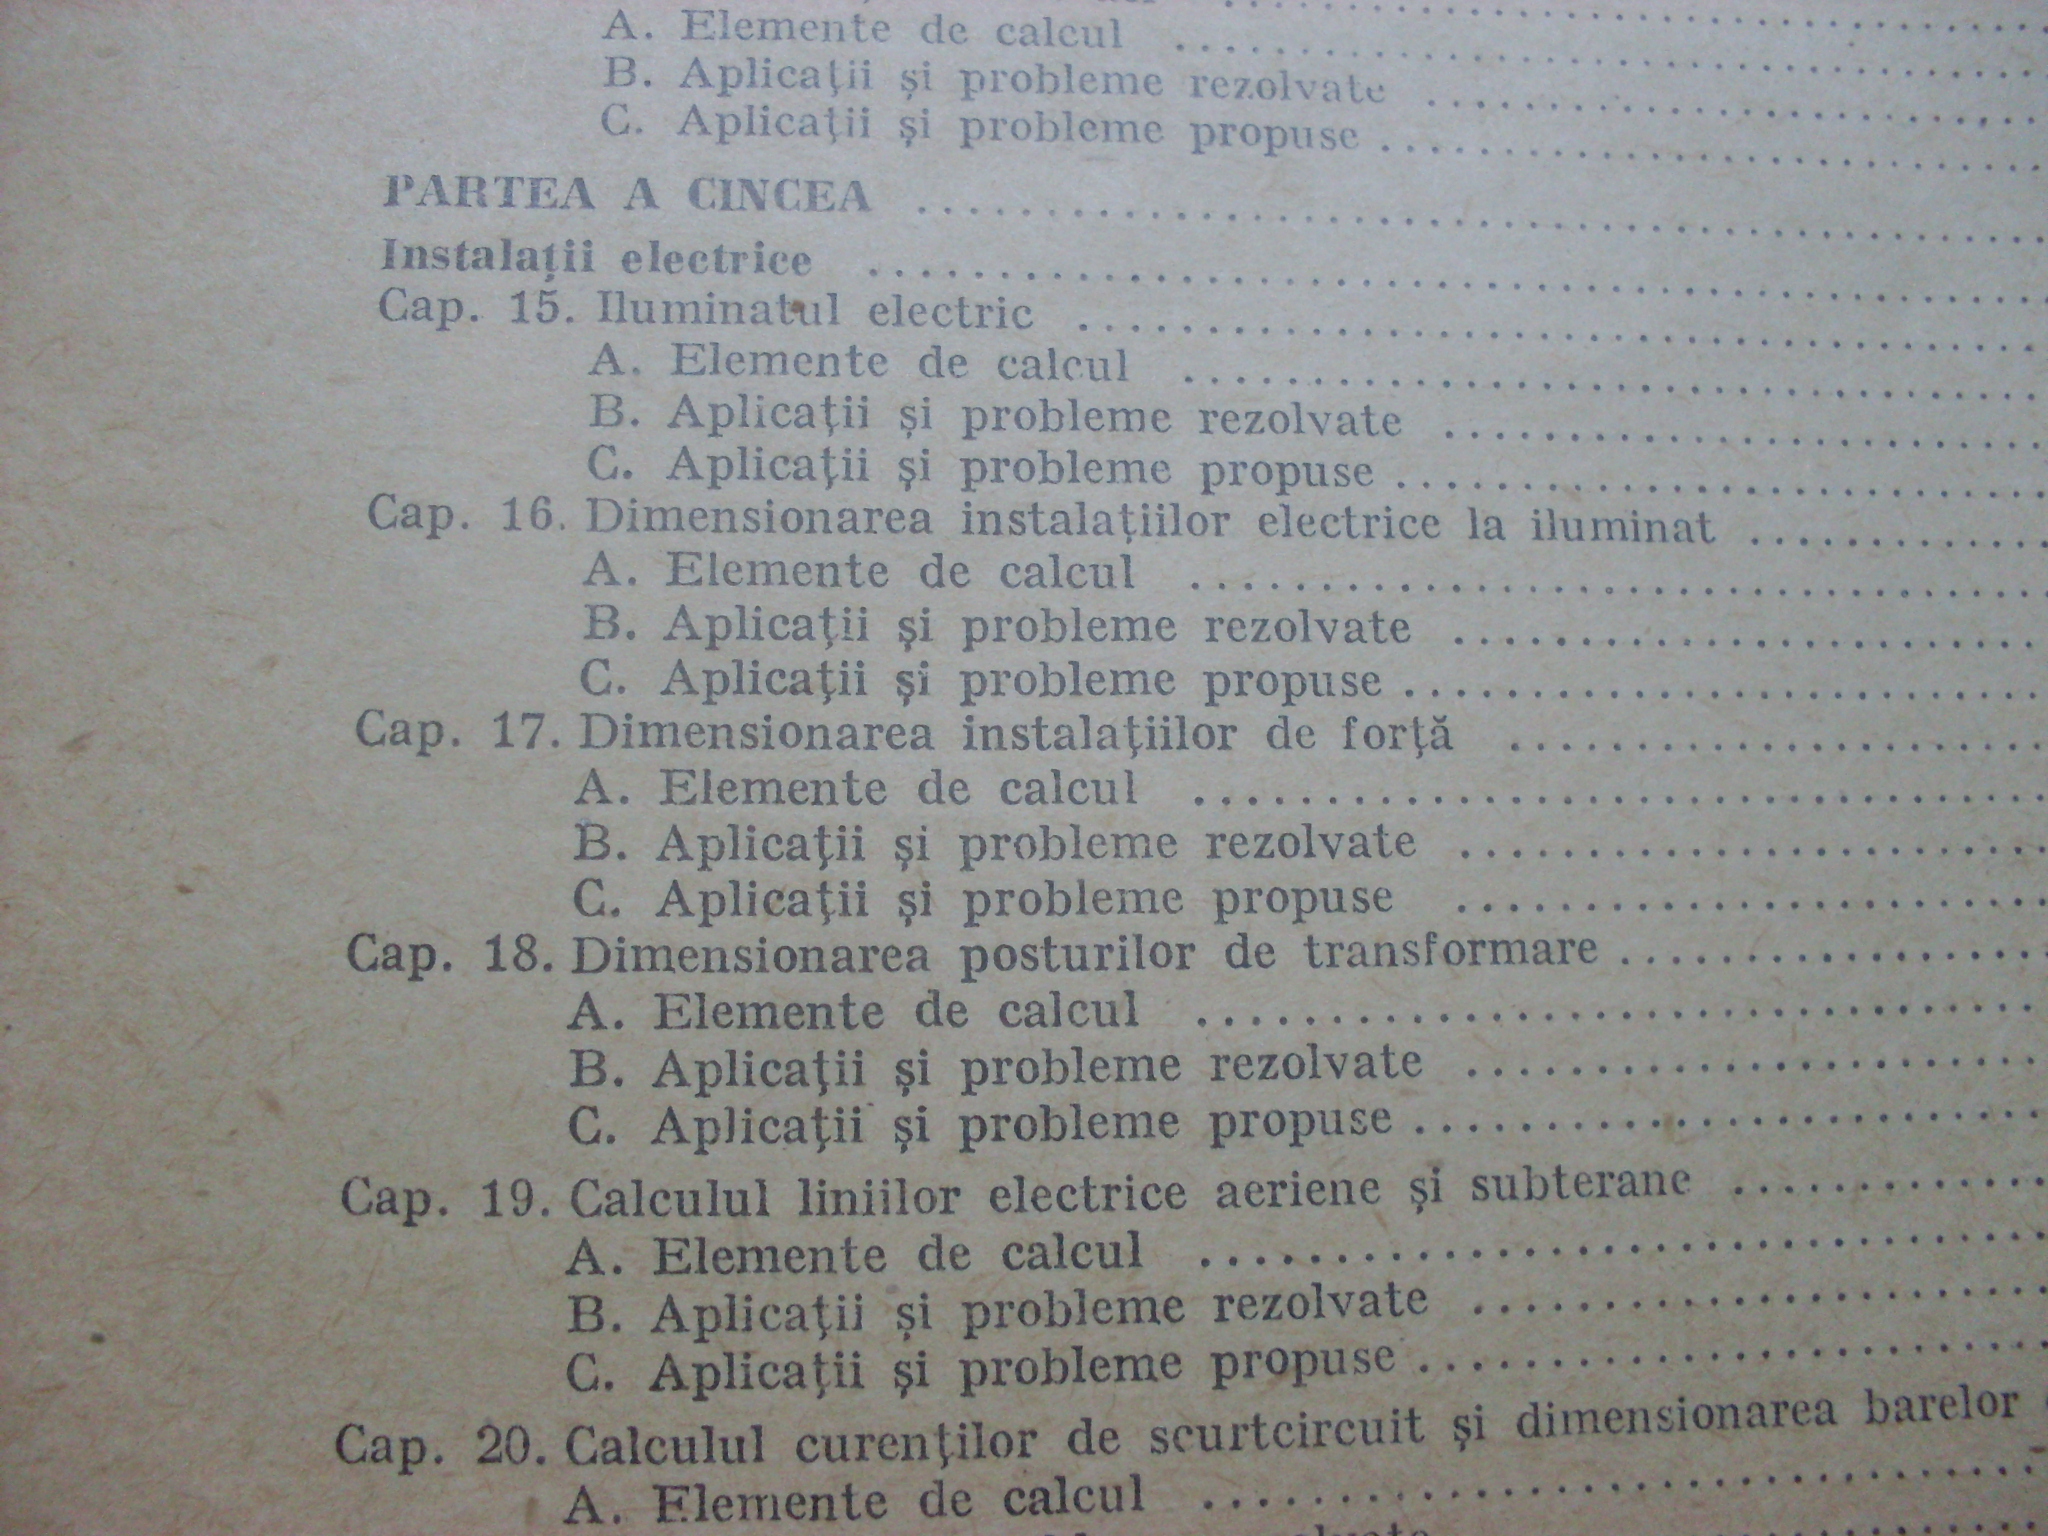 A. Elemente de calcul ........................
B. Aplicaţii şi probleme rezolvate ........................
C. Aplicaţii şi probleme propuse ........................
PARTEA A CINCEA ........................
Instalaţii electrice ........................
Cap. 15. Iluminatul electric ........................
A. Elemente de calcul ........................
B. Aplicaţii şi probleme rezolvate ........................
C. Aplicaţii şi probleme propuse ........................
Cap. 16. Dimensionarea instalaţiilor electrice la iluminat ............
A. Elemente de calcul ........................
B. Aplicaţii şi probleme rezolvate ........................
C. Aplicaţii şi probleme propuse ........................
Cap. 17. Dimensionarea instalaţiilor de forţă ........................
A. Elemente de calcul ........................
B. Aplicaţii şi probleme rezolvate ........................
C. Aplicaţii şi probleme propuse ........................
Cap. 18. Dimensionarea posturilor de transformare ................
A. Elemente de calcul ........................
B. Aplicaţii şi probleme rezolvate ........................
C. Aplicaţii şi probleme propuse ........................
Cap. 19. Calculul liniilor electrice aeriene şi subterane ............
A. Elemente de calcul ........................
B. Aplicaţii şi probleme rezolvate ........................
C. Aplicaţii şi probleme propuse ........................
Cap. 20. Calculul curenţilor de scurtcircuit şi dimensionarea barelor
A. Elemente de calcul ........................